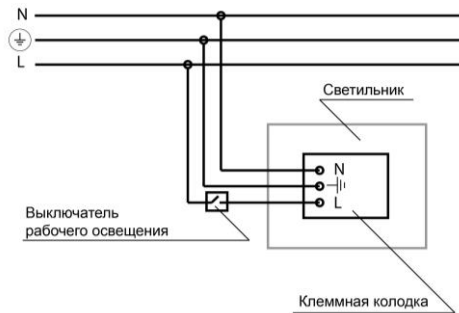 N
L
Светильник
N
L
Выключатель
рабочего освещения
Клеммная колодка